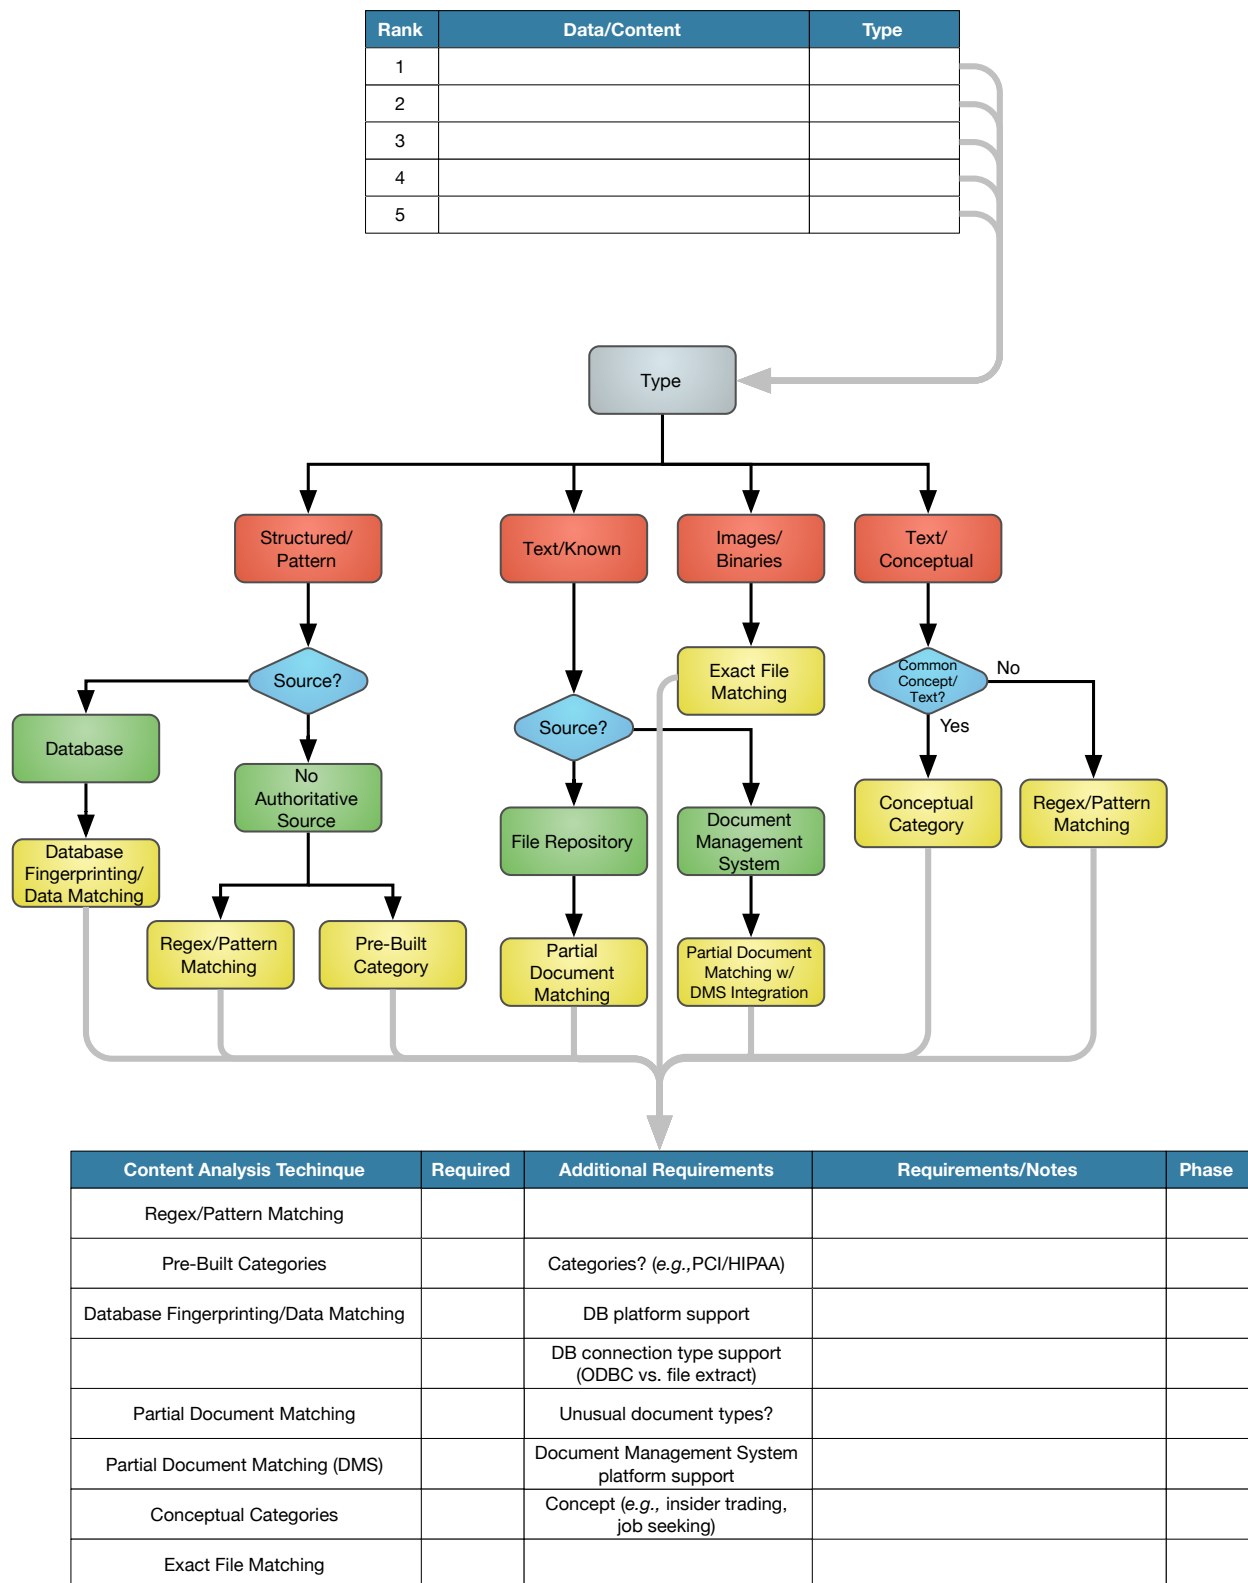 Rank Data/Content Type
1
2
3
4
5
Type
Structured/
Pattern
Text/Known
Images/
Binaries
Text/
Conceptual
Source?
Exact File
Matching
Common
Concept/
Text?
No
Yes
Source?
Database
No
Authoritative
Source
File Repository
Document
Management
System
Conceptual
Category
Regex/Pattern
Matching
Database
Fingerprinting/
Data Matching
Regex/Pattern
Matching
Pre-Built
Category
Partial
Document
Matching
Partial Document
Matching w/
DMS Integration
Content Analysis Techinque Required Additional Requirements Requirements/Notes Phase
Regex/Pattern Matching
Pre-Built Categories Categories? (e.g.,PCI/HIPAA)
Database Fingerprinting/Data Matching DB platform support
DB connection type support
(ODBC vs. file extract)
Partial Document Matching Unusual document types?
Partial Document Matching (DMS) Document Management System
platform support
Conceptual Categories Concept (e.g., insider trading,
job seeking)
Exact File Matching